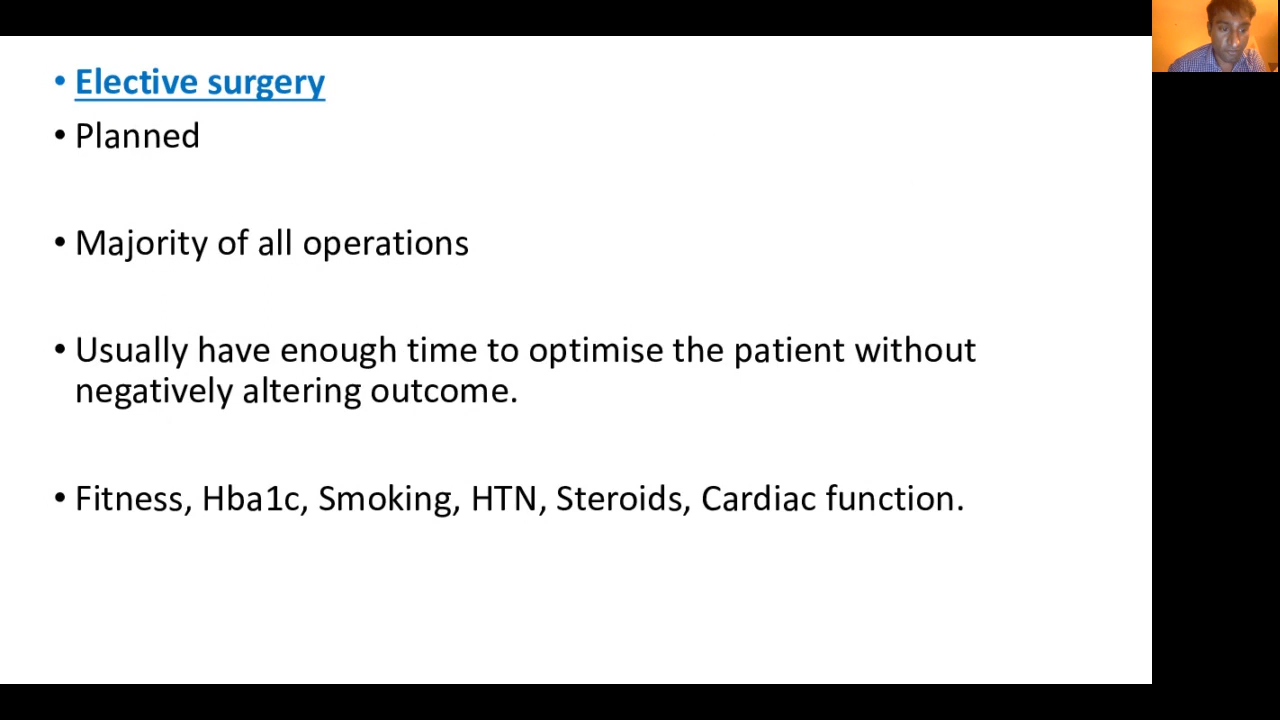 • Elective surgery
• Planned
• Majority of all operations
• Usually have enough time to optimise the patient without
negatively altering outcome.
• Fitness, Hba1c, Smoking, HTN, Steroids, Cardiac function.